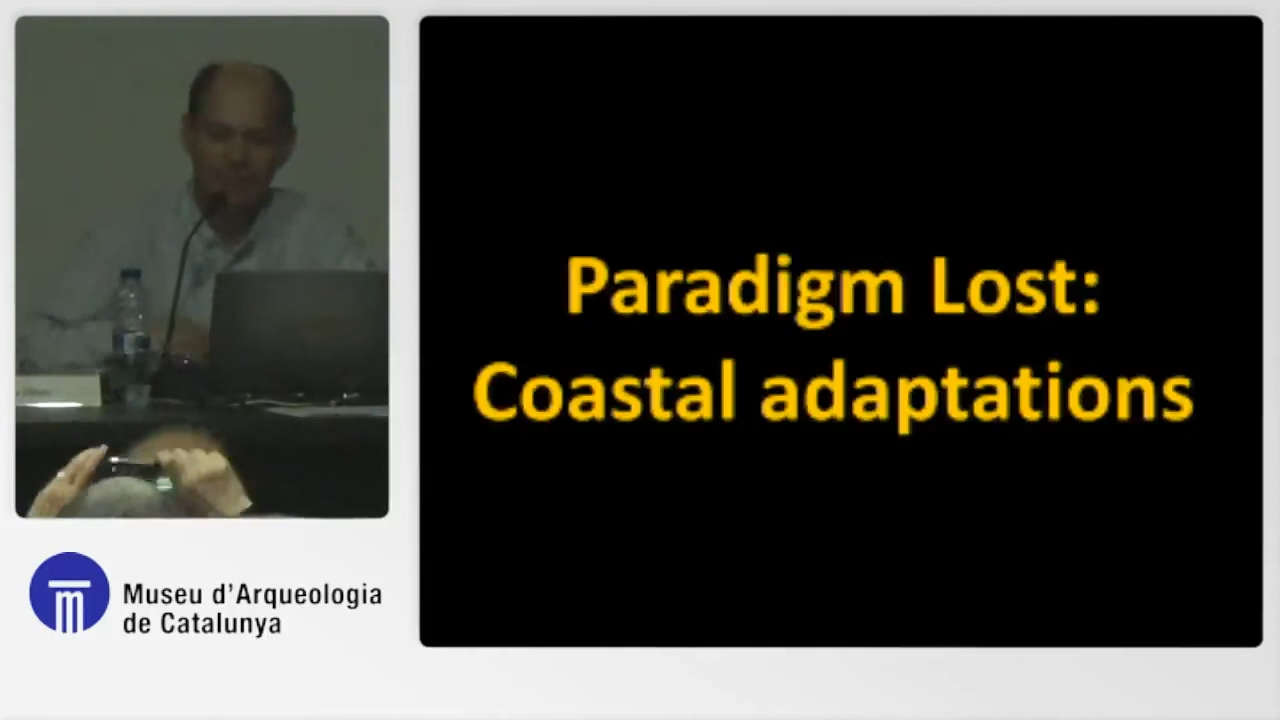 Paradigm Lost:
Coastal adaptations
Museu d'Arqueologia
de Catalunya